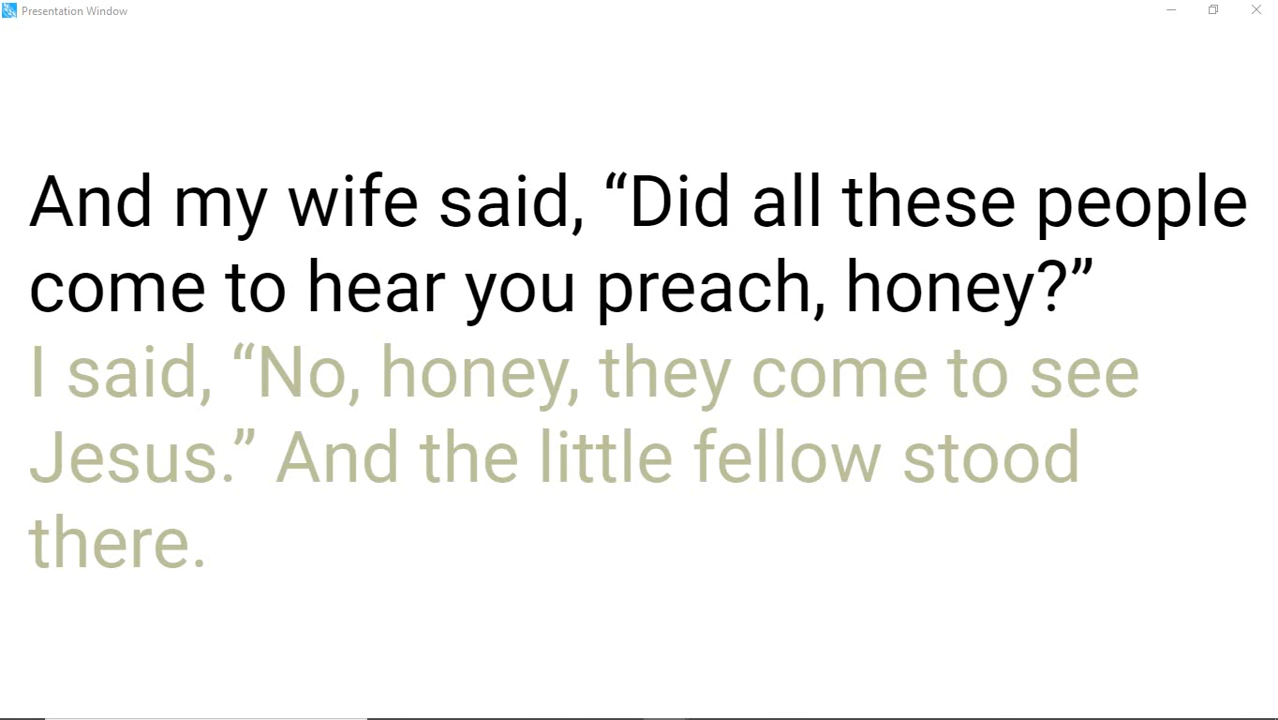 Presentation Window
And my wife said, “Did all these people
come to hear you preach, honey?”
I said, “No, honey, they come to see
Jesus.” And the little fellow stood
there.